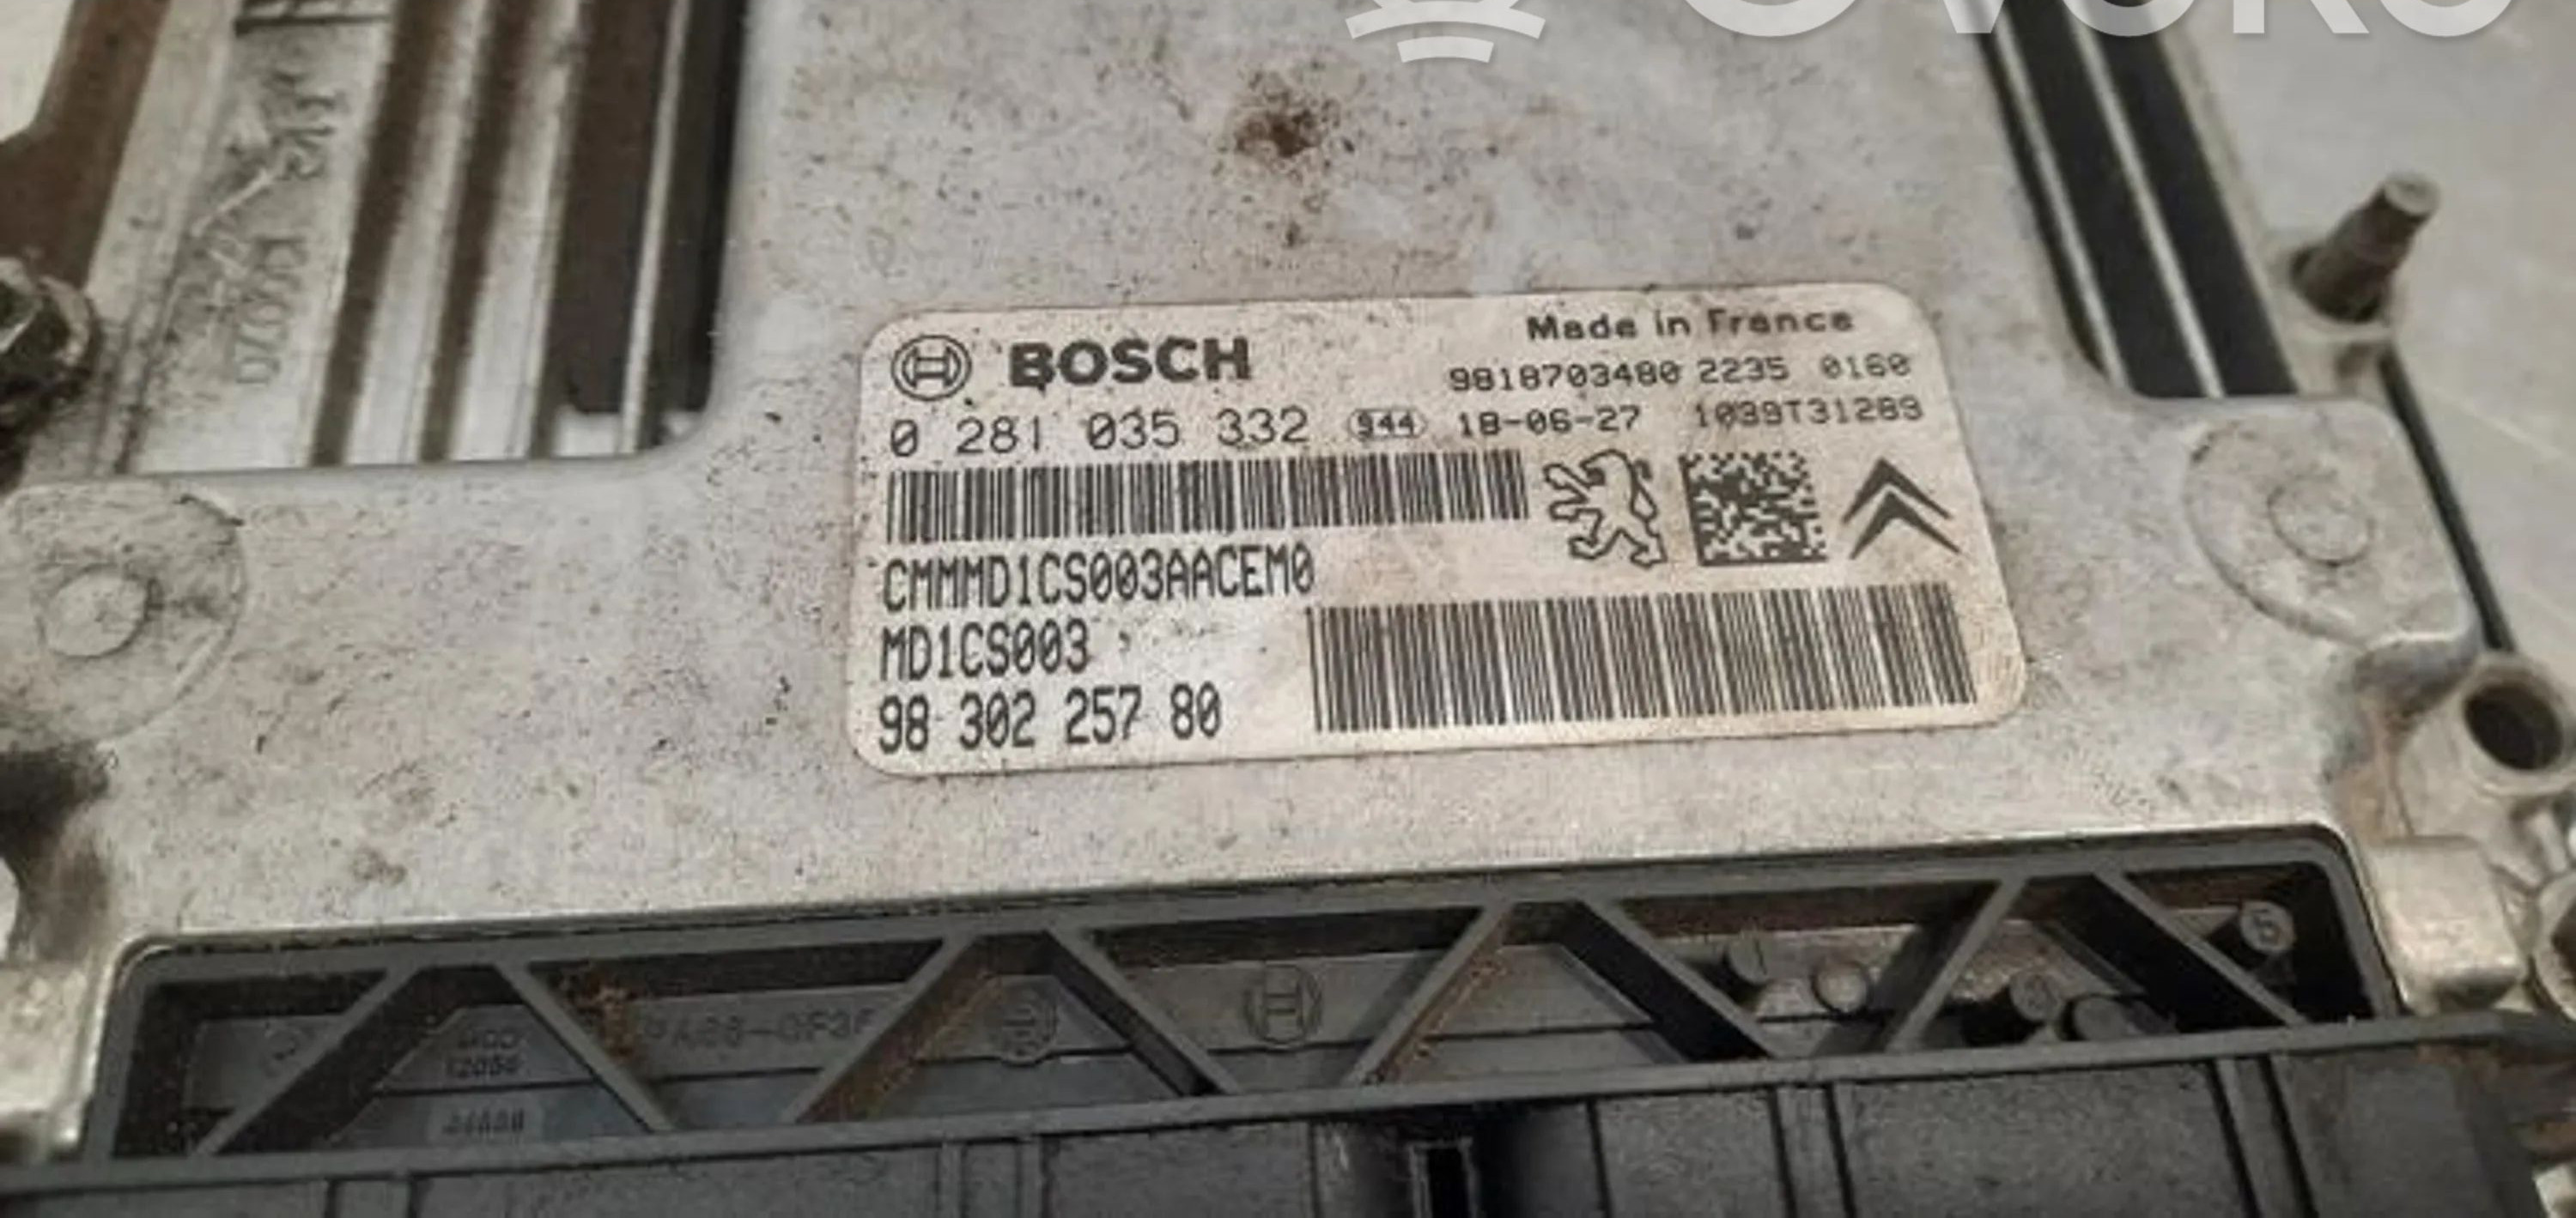 BOSCH
Made in France
9818703480 2235 0160
0 281 035 332 944 18-06-27 1039T31289
CMMMD1CS003AACEM0
MD1CS003
98 302 257 80